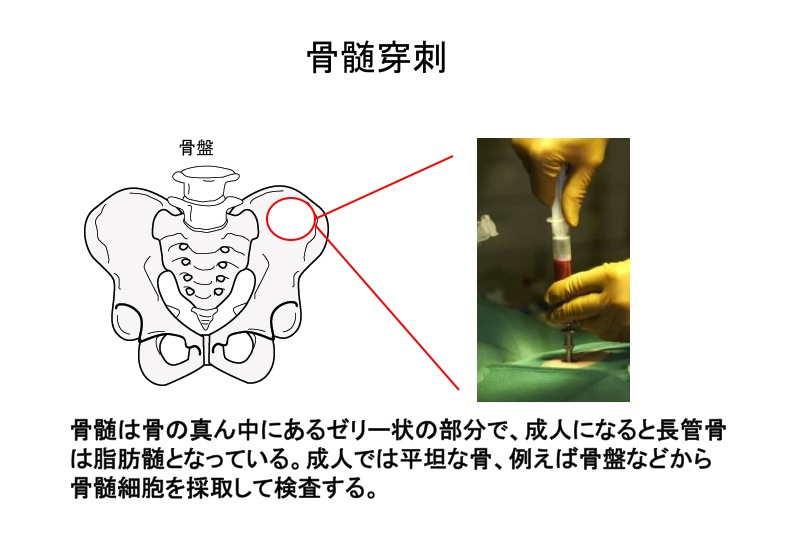 骨髄穿刺
骨盤
骨髄は骨の真ん中にあるゼリー状の部分で、成人になると長管骨
は脂肪髄となっている。成人では平坦な骨、例えば骨盤などから
骨髄細胞を採取して検査する。